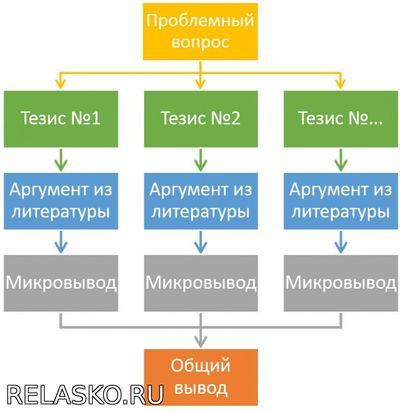 Проблемный
вопрос
Тезис №1
Тезис №2
Тезис №...
Аргумент из
литературы
Аргумент из
литературы
Аргумент из
литературы
Микровывод
Микровывод
Микровывод
Общий
вывод
RELASKO.RU